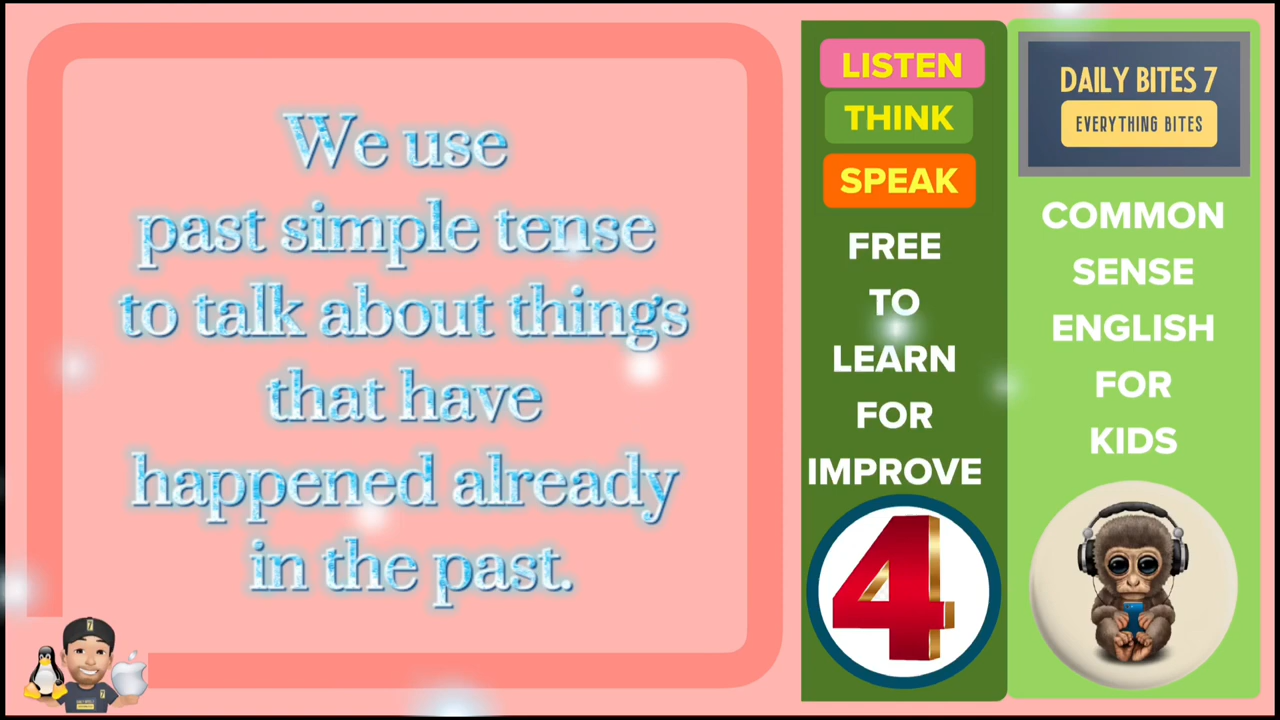 We use
past simple tense
to talk about things
that have
happened already
in the past.
LISTEN
THINK
SPEAK
FREE
TO
LEARN
FOR
IMPROVE
4
DAILY BITES 7
EVERYTHING BITES
COMMON
SENSE
ENGLISH
FOR
KIDS
7